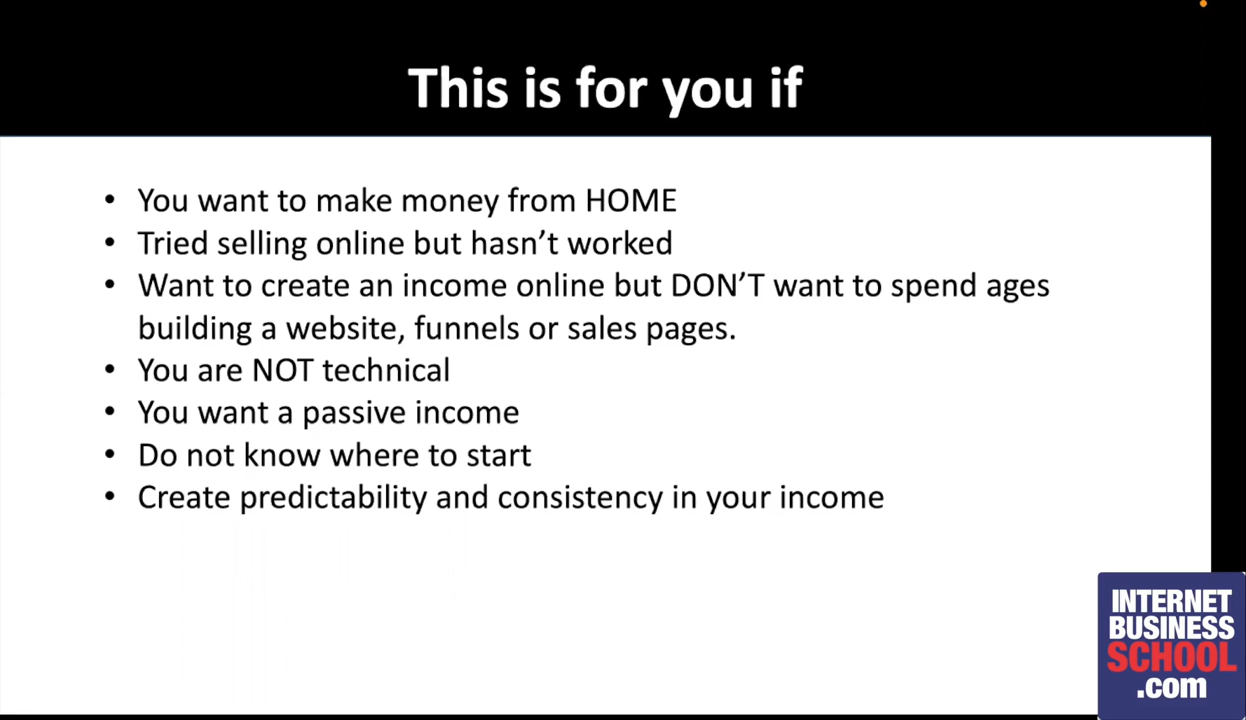 This is for you if
• You want to make money from HOME
• Tried selling online but hasn’t worked
• Want to create an income online but DON’T want to spend ages
building a website, funnels or sales pages.
• You are NOT technical
• You want a passive income
• Do not know where to start
• Create predictability and consistency in your income
INTERNET
BUSINESS
SCHOOL
.com